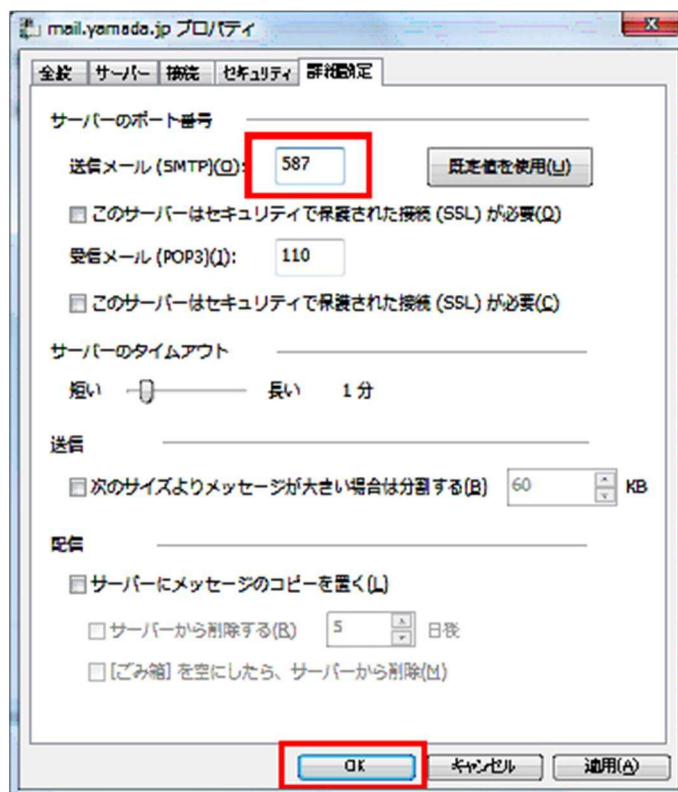 mail.yamada.jp プロパティ
全般 サーバー 接続 セキュリティ 詳細設定
サーバーのポート番号
送信メール (SMTP)(O): 587 既定値を使用(U)
このサーバーはセキュリティで保護された接続 (SSL) が必要(Q)
受信メール (POP3)(I): 110
このサーバーはセキュリティで保護された接続 (SSL) が必要(C)
サーバーのタイムアウト
短い 長い 1 分
送信
次のサイズよりメッセージが大きい場合は分割する(B) 60 KB
配信
サーバーにメッセージのコピーを置く(L)
サーバーから削除する(R) 5 日後
[ごみ箱] を空にしたら、サーバーから削除(M)
OK キャンセル 適用(A)